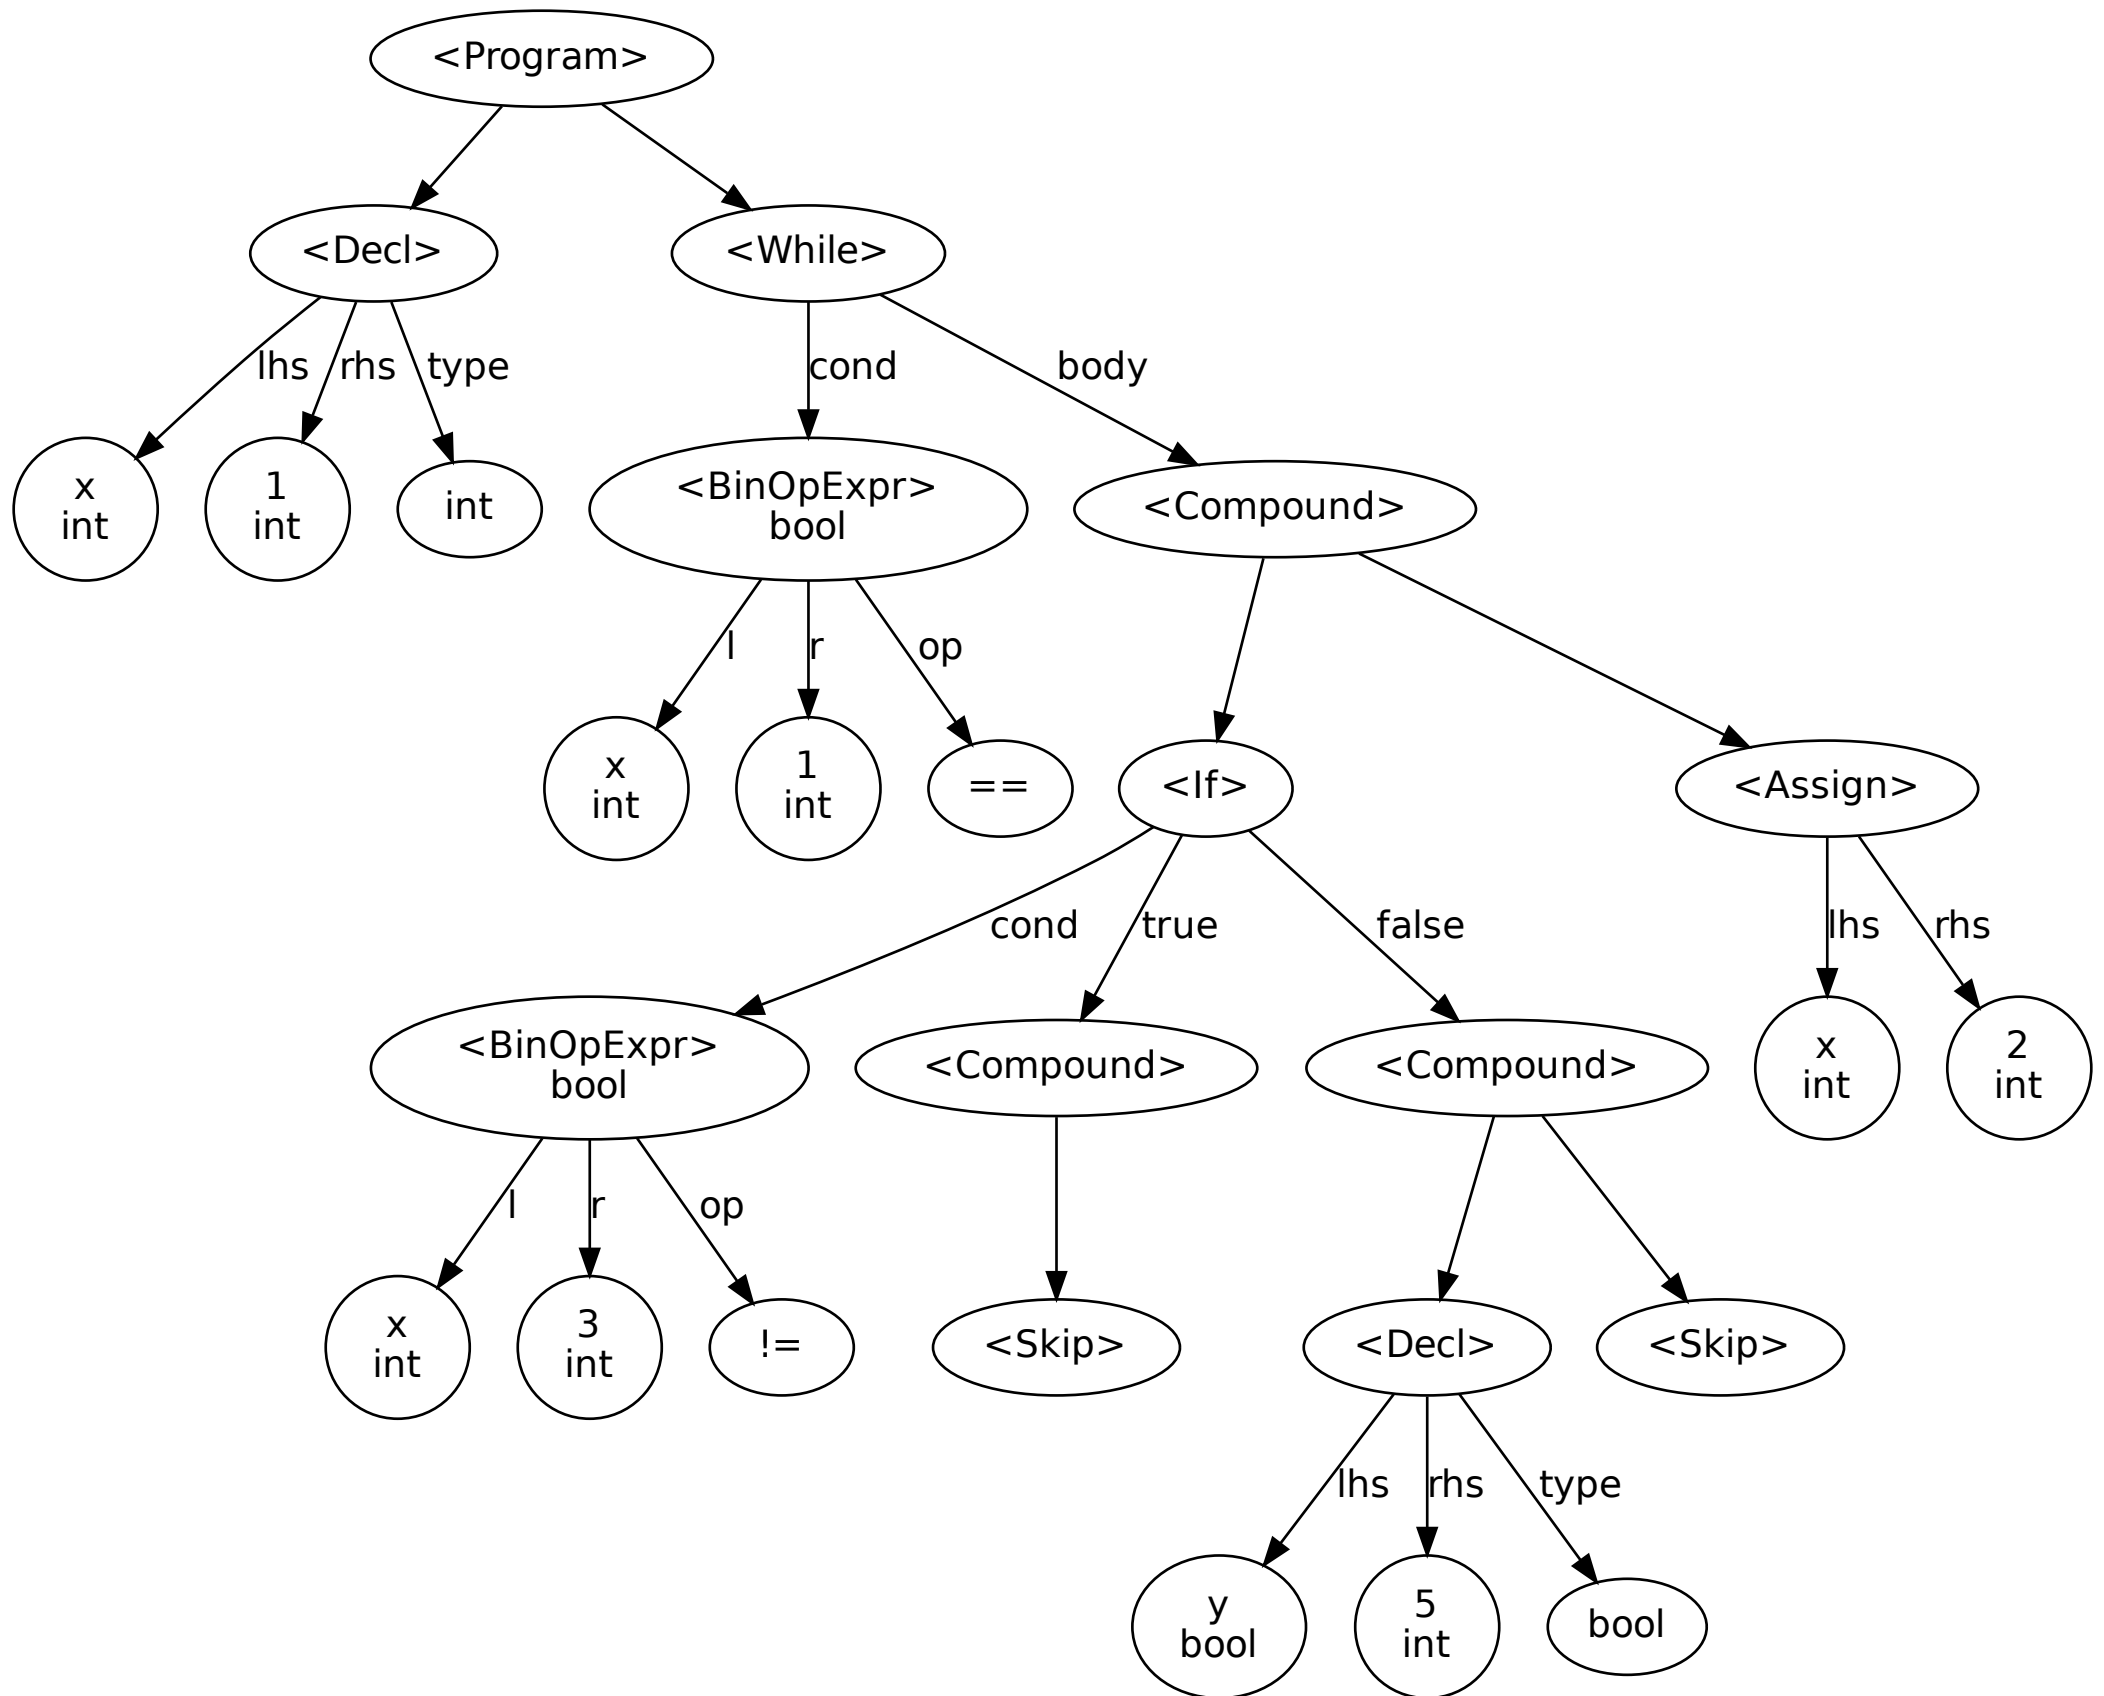 <Program>
<Decl>
<While>
lhs
rhs
type
cond
body
x
int
1
int
int
<BinOpExpr>
bool
<Compound>
l
r
op
x
int
1
int
==
<If>
<Assign>
cond
true
false
lhs
rhs
<BinOpExpr>
bool
<Compound>
<Compound>
x
int
2
int
l
r
op
x
int
3
int
!=
<Skip>
<Decl>
<Skip>
lhs
rhs
type
y
bool
5
int
bool